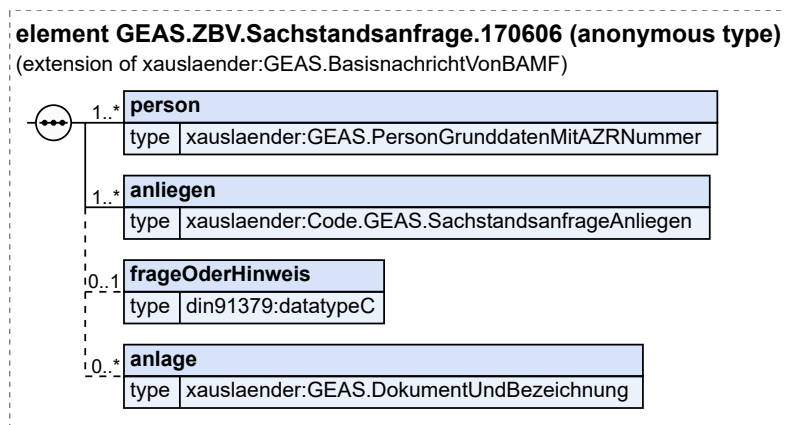 element GEAS.ZBV.Sachstandsanfrage.170606 (anonymous type)
(extension of xauslaender:GEAS.BasisnachrichtVonBAMF)
1..* person
type xauslaender:GEAS.PersonGrunddatenMitAZRNummer
1..* anliegen
type xauslaender:Code.GEAS.SachstandsanfrageAnliegen
0..1 frageOderHinweis
type din91379:datatypeC
0..* anlage
type xauslaender:GEAS.DokumentUndBezeichnung